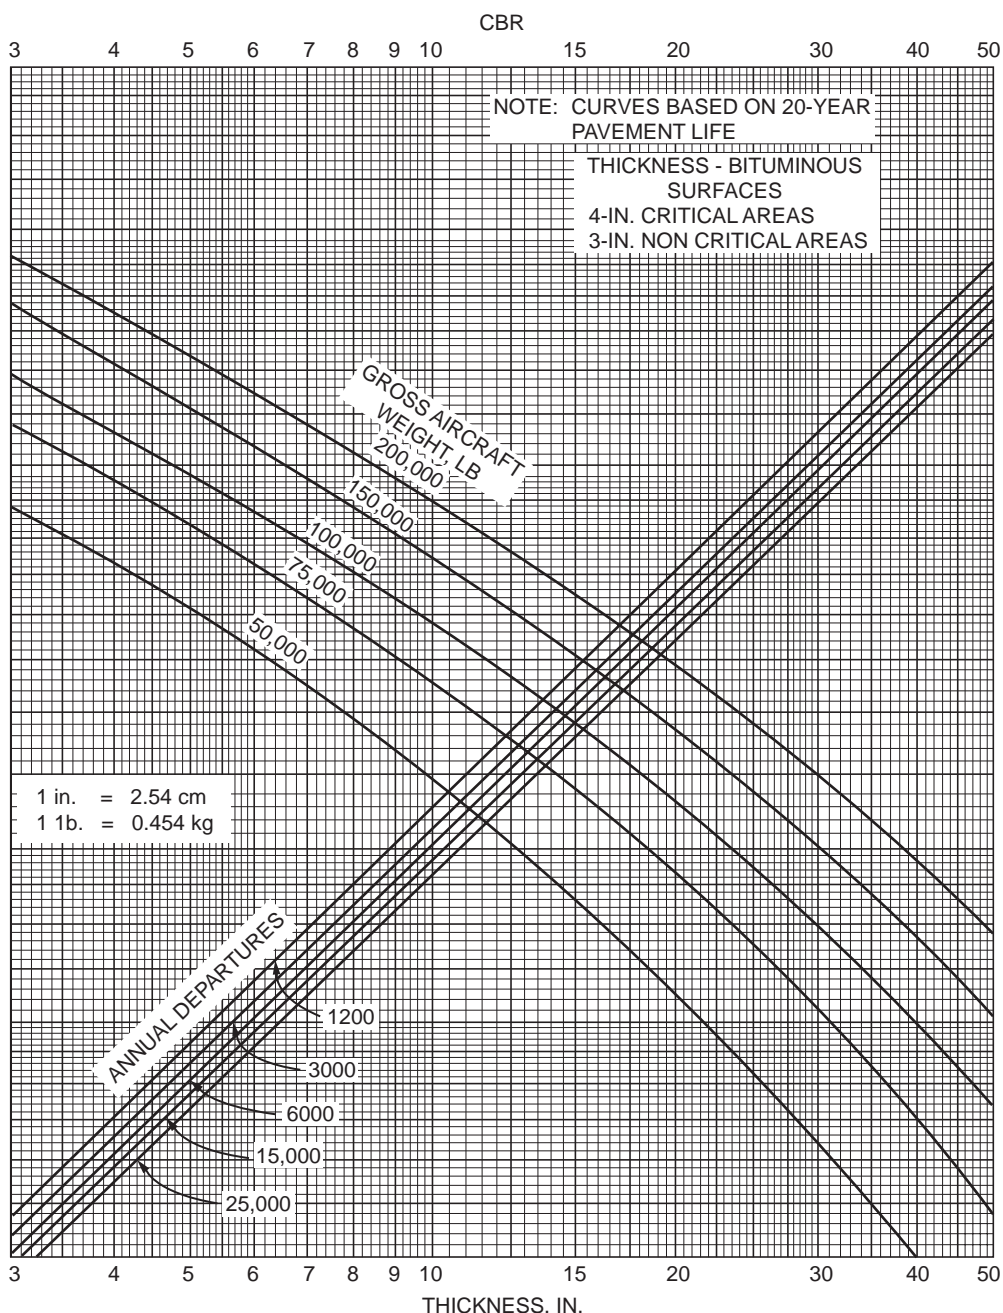 CBR
3 4 5 6 7 8 9 10 15 20 30 40 50
NOTE: CURVES BASED ON 20-YEAR
PAVEMENT LIFE
THICKNESS - BITUMINOUS
SURFACES
4-IN. CRITICAL AREAS
3-IN. NON CRITICAL AREAS
GROSS AIRCRAFT
WEIGHT, LB
200,000
150,000
100,000
75,000
50,000
1 in. = 2.54 cm
1 1b. = 0.454 kg
ANNUAL DEPARTURES
1200
3000
6000
15,000
25,000
3 4 5 6 7 8 9 10 15 20 30 40 50
THICKNESS, IN.